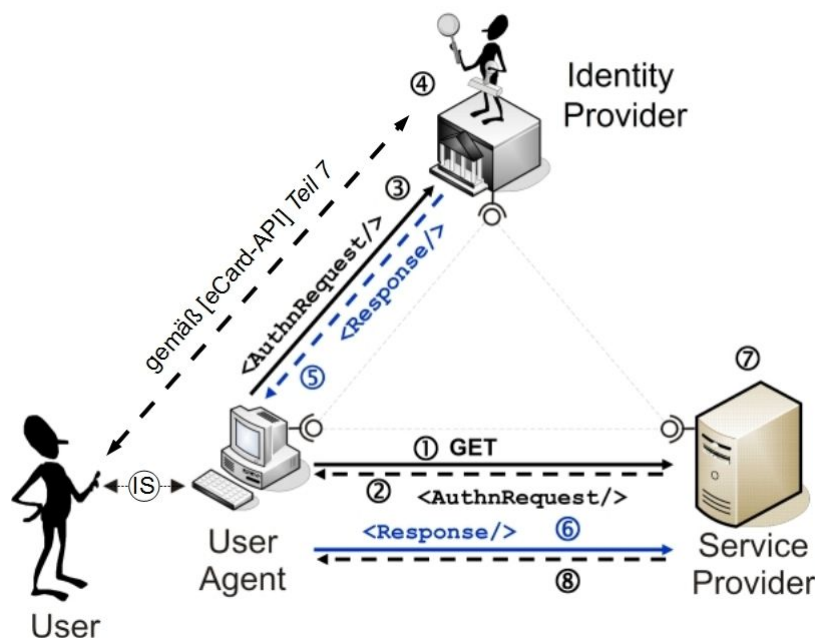 ④
Identity
Provider
gemäß [eCard-API] Teil 7
③
<AuthnRequest/>
<Response/>
⑤
⑦
① GET
② <AuthnRequest/>
<Response/> ⑥
⑧
IS
User
User
Agent
Service
Provider